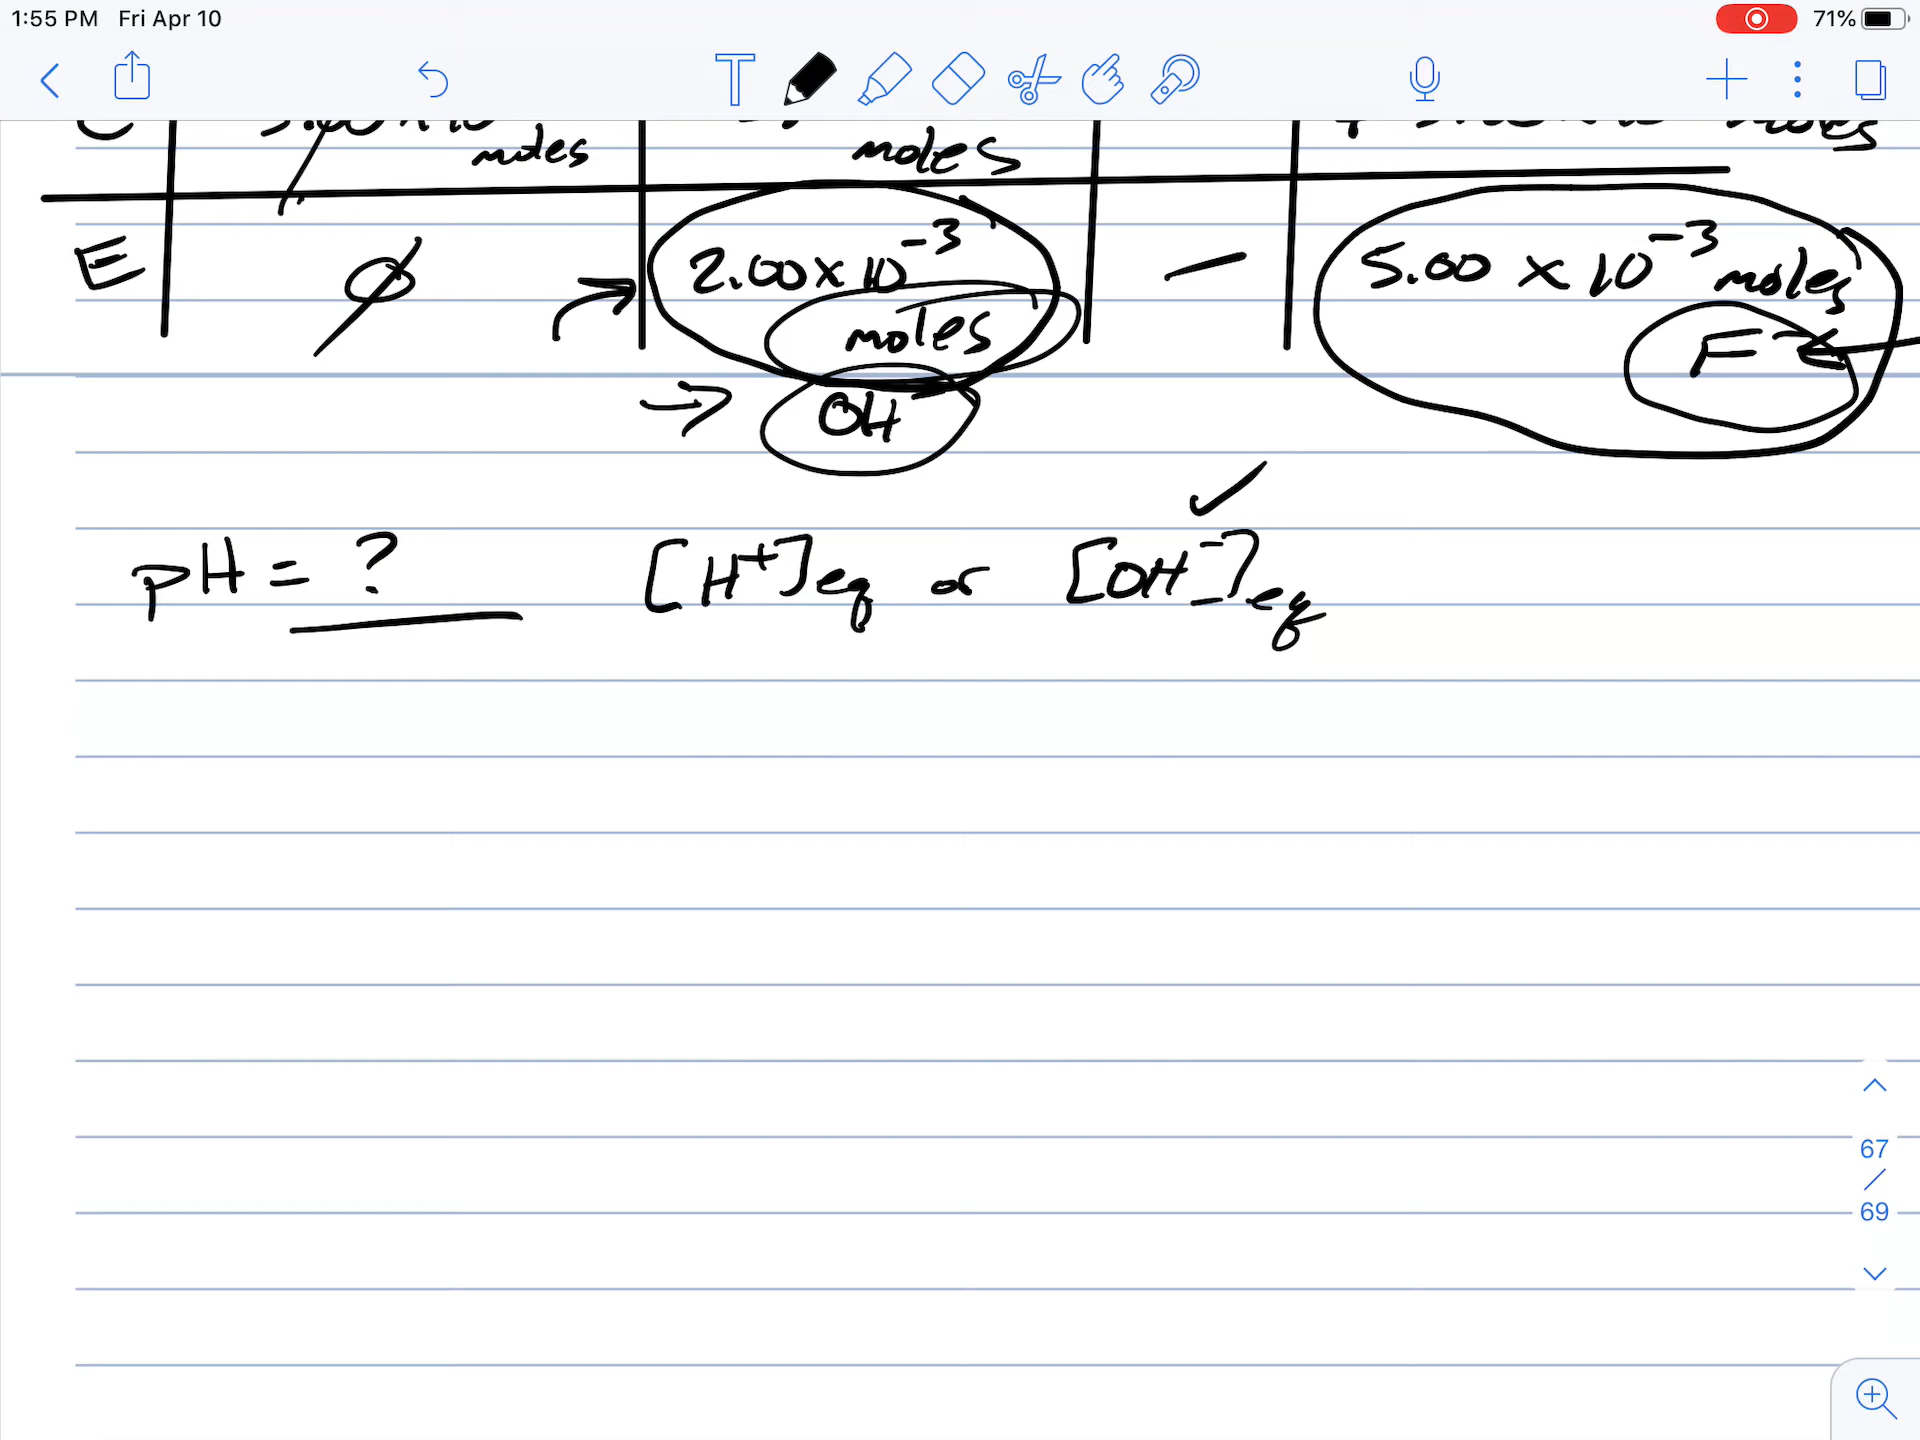 1:55 PM Fri Apr 10 71%
T
moles moles moles
E ∅ 2.00 x 10⁻³ moles — 5.00 x 10⁻³ moles
OH⁻ F⁻
pH = ? [H⁺]eq or [OH⁻]eq
67
/
69